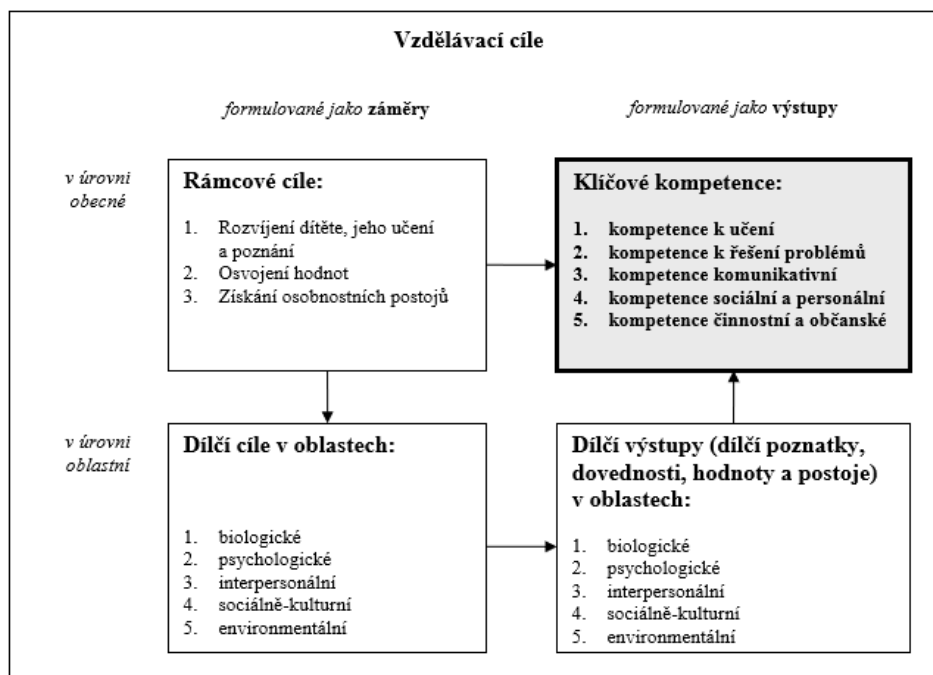 Vzdělávací cíle
formulované jako záměry
formulované jako výstupy
v úrovni
obecné
Rámcové cíle:
1. Rozvíjení dítěte, jeho učení
a poznání
2. Osvojení hodnot
3. Získání osobnostních postojů
Klíčové kompetence:
1. kompetence k učení
2. kompetence k řešení problémů
3. kompetence komunikativní
4. kompetence sociální a personální
5. kompetence činnostní a občanské
v úrovni
oblastní
Dílčí cíle v oblastech:
1. biologické
2. psychologické
3. interpersonální
4. sociálně-kulturní
5. environmentální
Dílčí výstupy (dílčí poznatky,
dovednosti, hodnoty a postoje)
v oblastech:
1. biologické
2. psychologické
3. interpersonální
4. sociálně-kulturní
5. environmentální